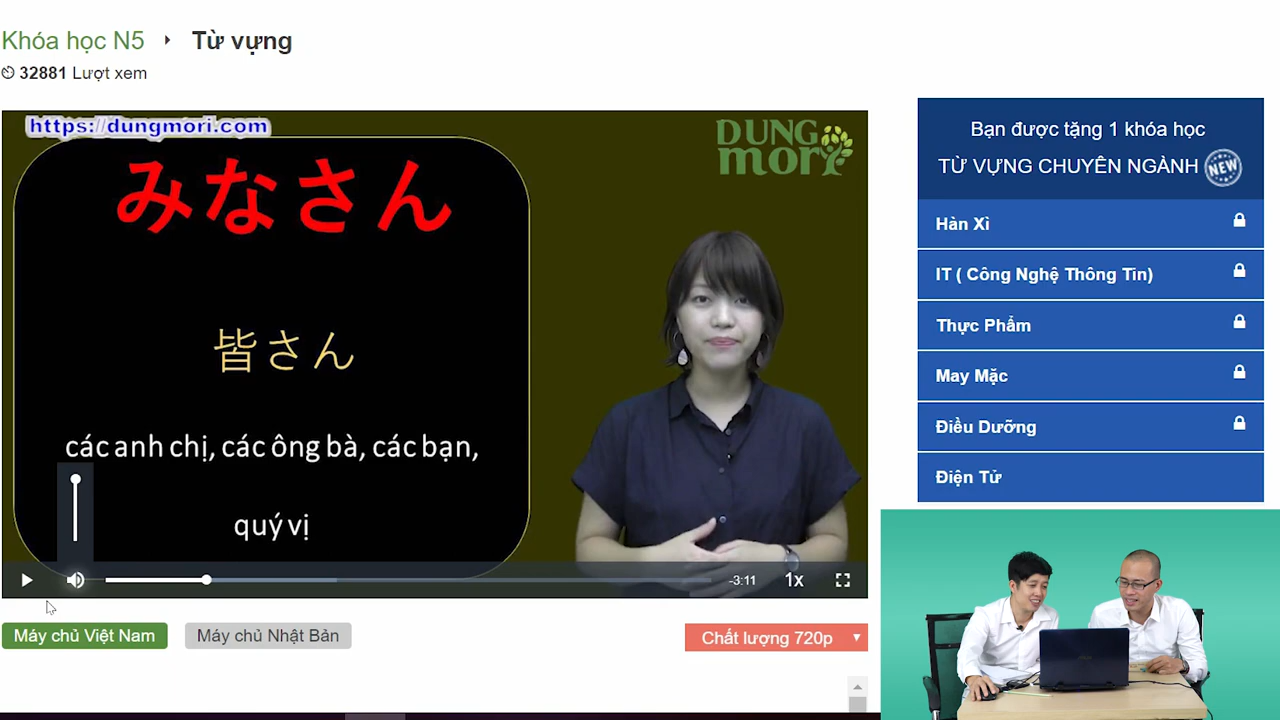 Khóa học N5 Từ vựng
32881 Lượt xem
https://dungmori.com
DUNG
mori
みなさん
皆さん
các anh chị, các ông bà, các bạn,
quý vị
-3:11 1x
Máy chủ Việt Nam Máy chủ Nhật Bản Chất lượng 720p
Bạn được tặng 1 khóa học
TỪ VỰNG CHUYÊN NGÀNH NEW
Hàn Xì
IT ( Công Nghệ Thông Tin)
Thực Phẩm
May Mặc
Điều Dưỡng
Điện Tử